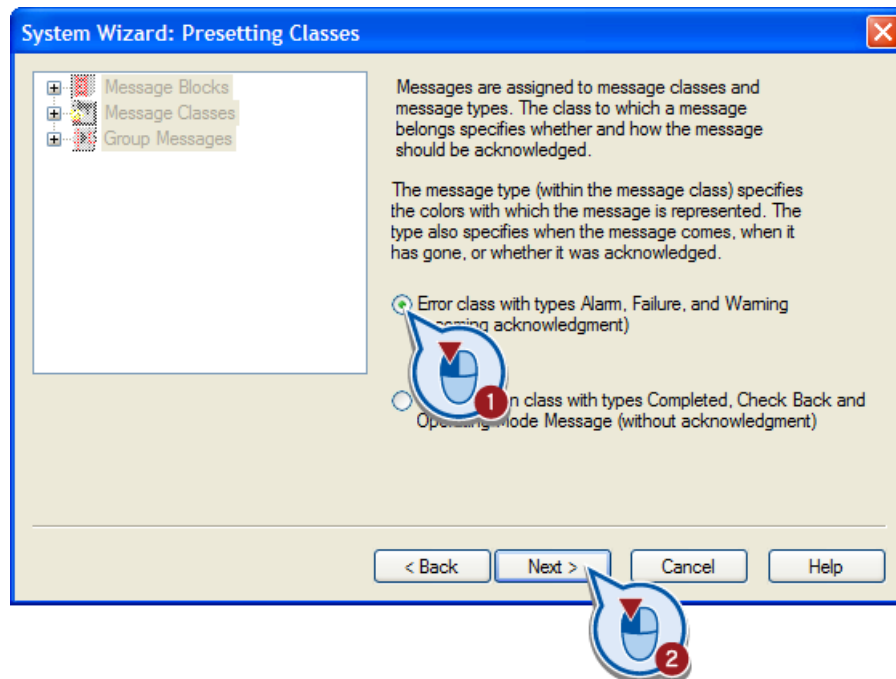 System Wizard: Presetting Classes
Message Blocks
Message Classes
Group Messages
Messages are assigned to message classes and
message types. The class to which a message
belongs specifies whether and how the message
should be acknowledged.
The message type (within the message class) specifies
the colors with which the message is represented. The
type also specifies when the message comes, when it
has gone, or whether it was acknowledged.
Error class with types Alarm, Failure, and Warning
acknowledgment)
1
class with types Completed, Check Back and
Operating Mode Message (without acknowledgment)
< Back
Next >
Cancel
Help
2